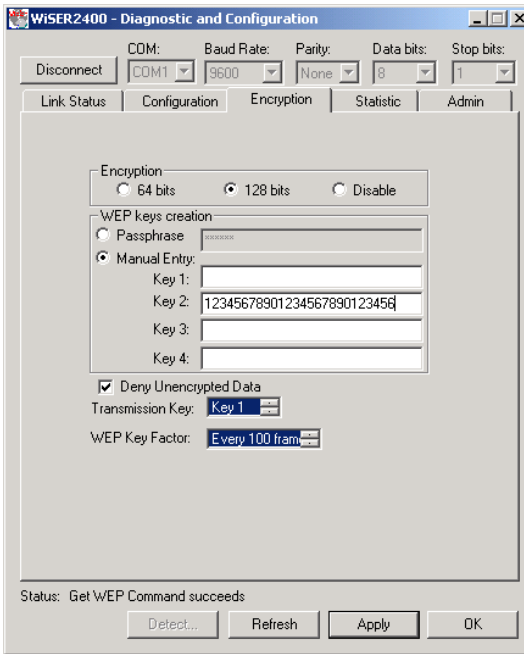 WiSER2400 - Diagnostic and Configuration
COM: Baud Rate: Parity: Data bits: Stop bits:
Disconnect COM1 9600 None 8 1
Link Status Configuration Encryption Statistic Admin
Encryption
64 bits 128 bits Disable
WEP keys creation
Passphrase ××××××
Manual Entry:
Key 1:
Key 2: 12345678901234567890123456
Key 3:
Key 4:
Deny Unencrypted Data
Transmission Key: Key 1
WEP Key Factor: Every 100 fram
Status: Get WEP Command succeeds
Detect... Refresh Apply OK